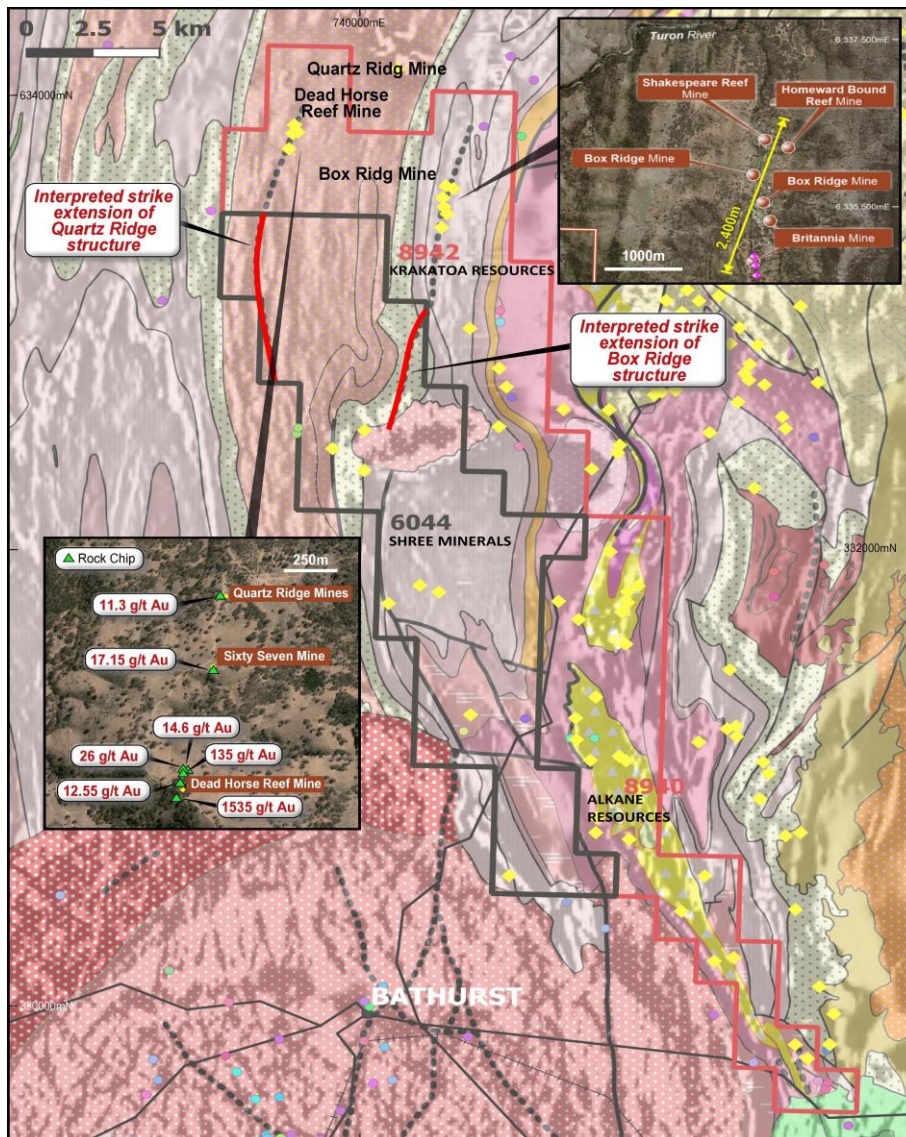 0 2.5 5 km
740000mE
634000mN
Quartz Ridg Mine
Dead Horse
Reef Mine
Box Ridg Mine
Interpreted strike
extension of
Quartz Ridge
structure
8942
KRAKATOA RESOURCES
Interpreted strike
extension of
Box Ridge
structure
Turon River
6,337,500mE
Shakespeare Reef
Mine
Homeward Bound
Reef Mine
Box Ridge Mine
Box Ridge Mine
6,335,500mE
Britannia Mine
2,400m
1000m
6044
SHREE MINERALS
332000mN
Rock Chip
250m
11.3 g/t Au
Quartz Ridge Mines
17.15 g/t Au
Sixty Seven Mine
14.6 g/t Au
26 g/t Au
135 g/t Au
12.55 g/t Au
Dead Horse Reef Mine
1535 g/t Au
8940
ALKANE
RESOURCES
BATHURST